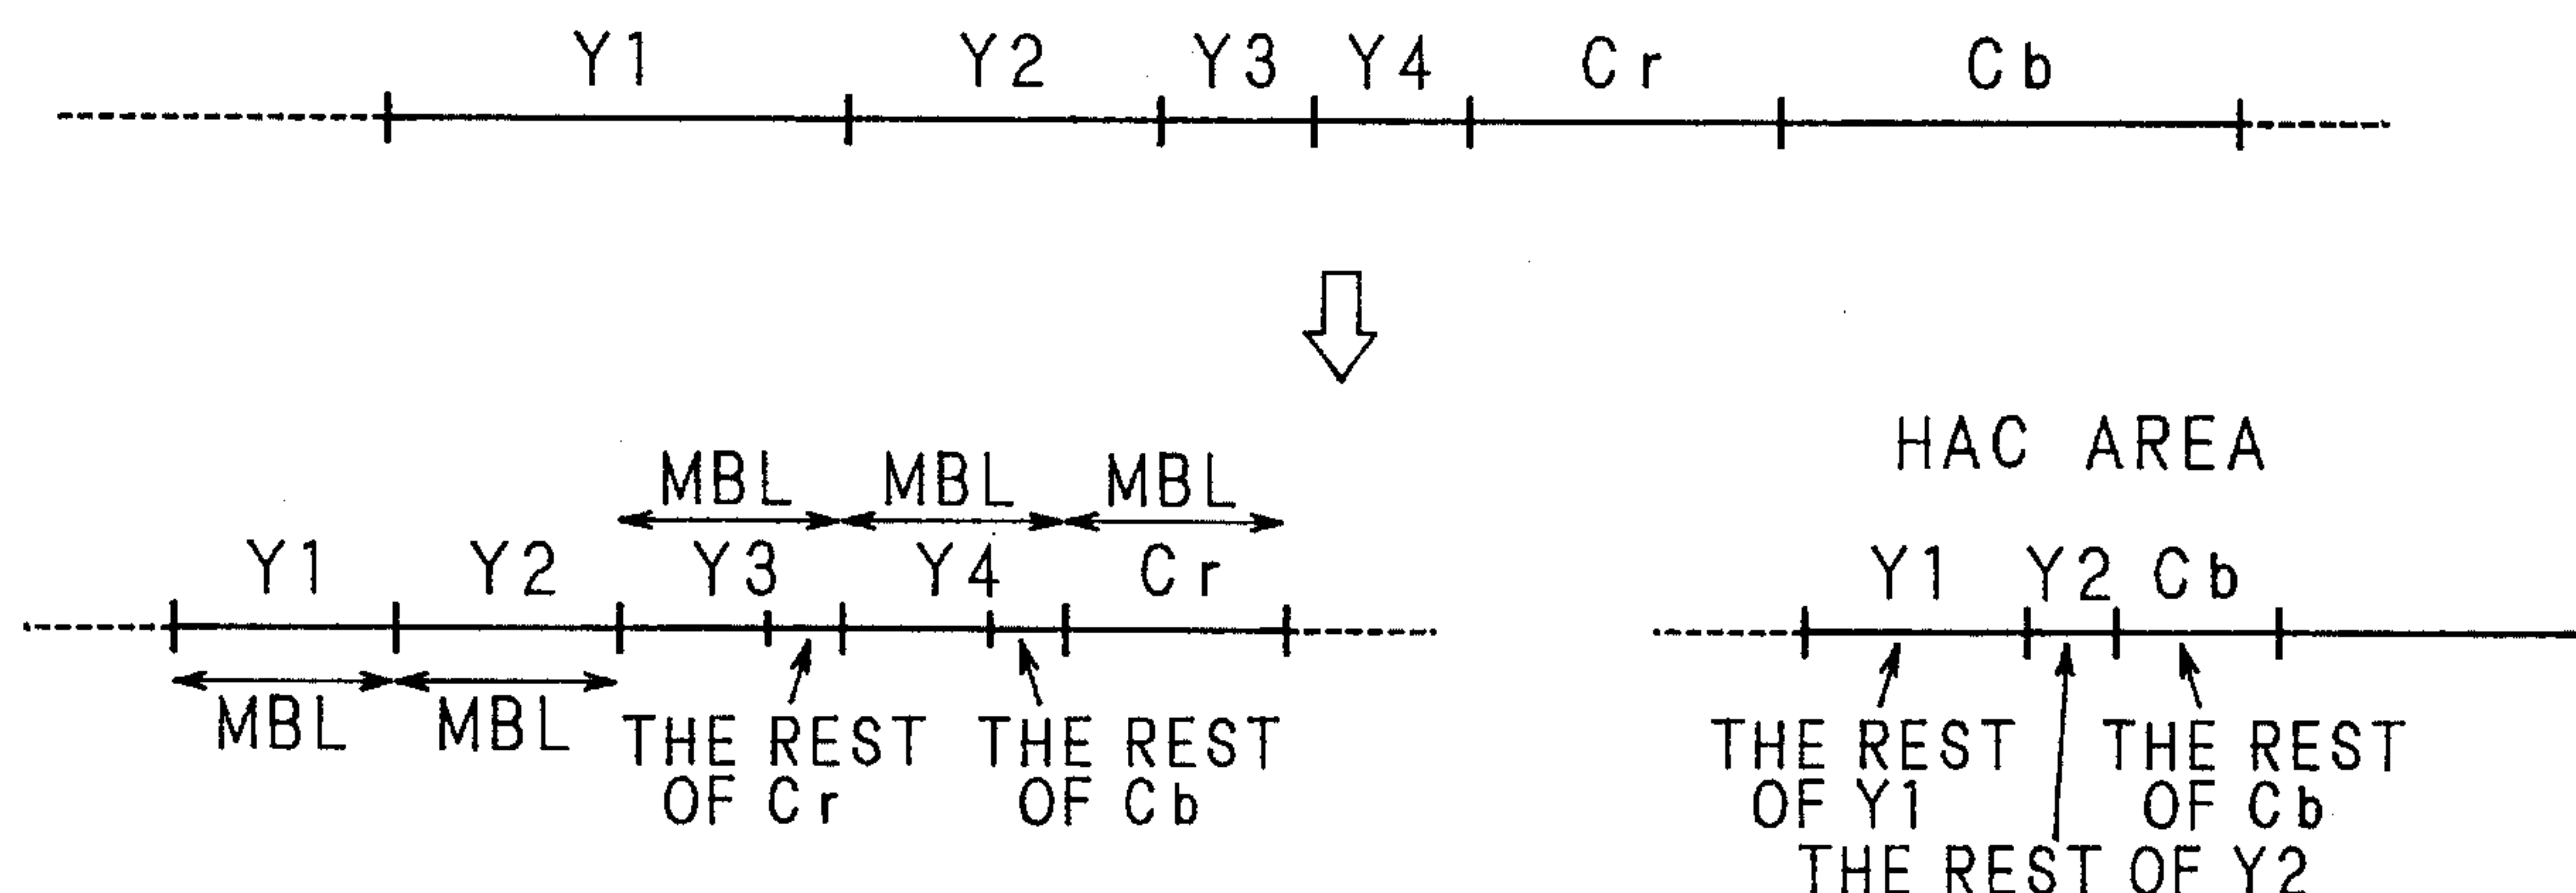 Y1 Y2 Y3 Y4 Cr Cb
HAC AREA
MBL MBL MBL
Y1 Y2 Y3 Y4 Cr Y1 Y2 Cb
MBL MBL
THE REST THE REST THE REST THE REST
OF Cr OF Cb OF Y1 OF Cb
THE REST OF Y2